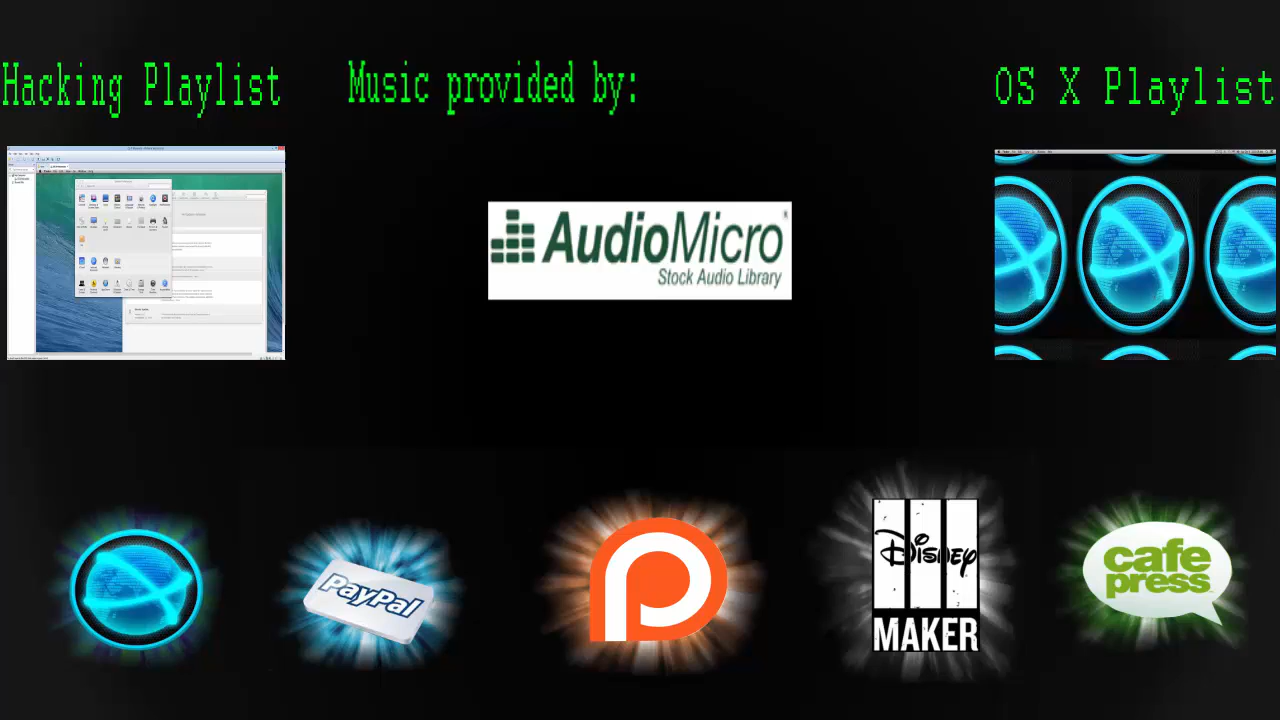 Hacking Playlist
Music provided by:
OS X Playlist
AudioMicro®
Stock Audio Library
PayPal
Disney
MAKER
cafe
press